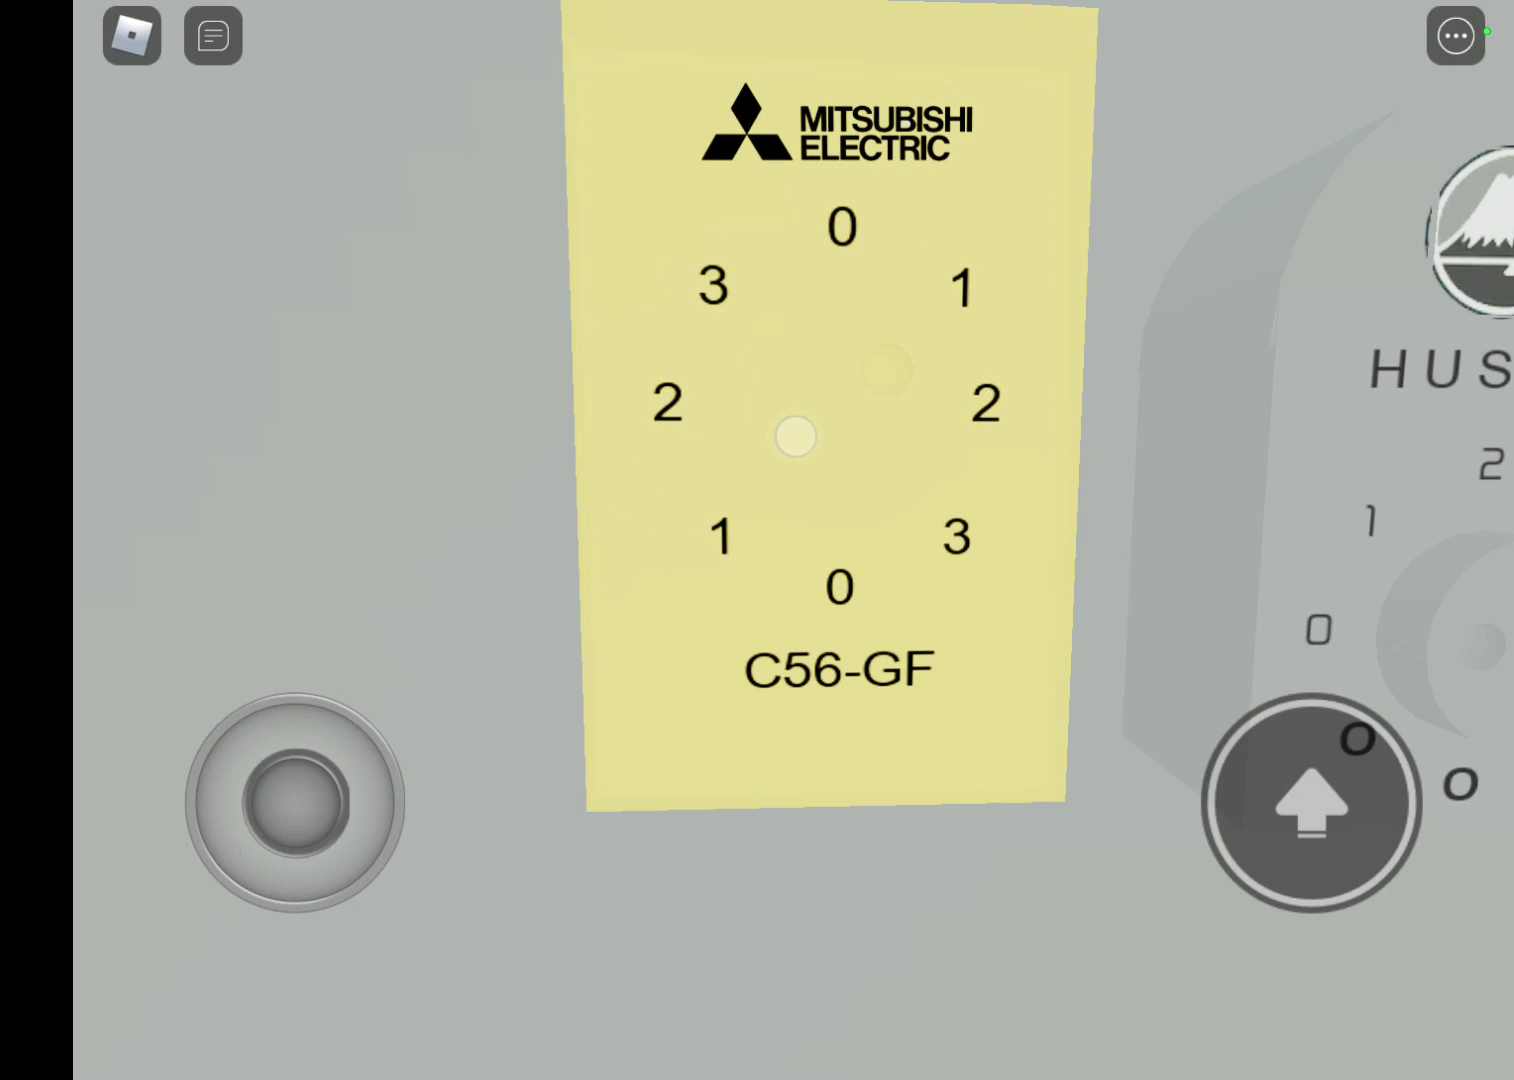 MITSUBISHI
ELECTRIC
0
3 1
2 2
1 3
0
C56-GF
HUS
2
1
0
0
0